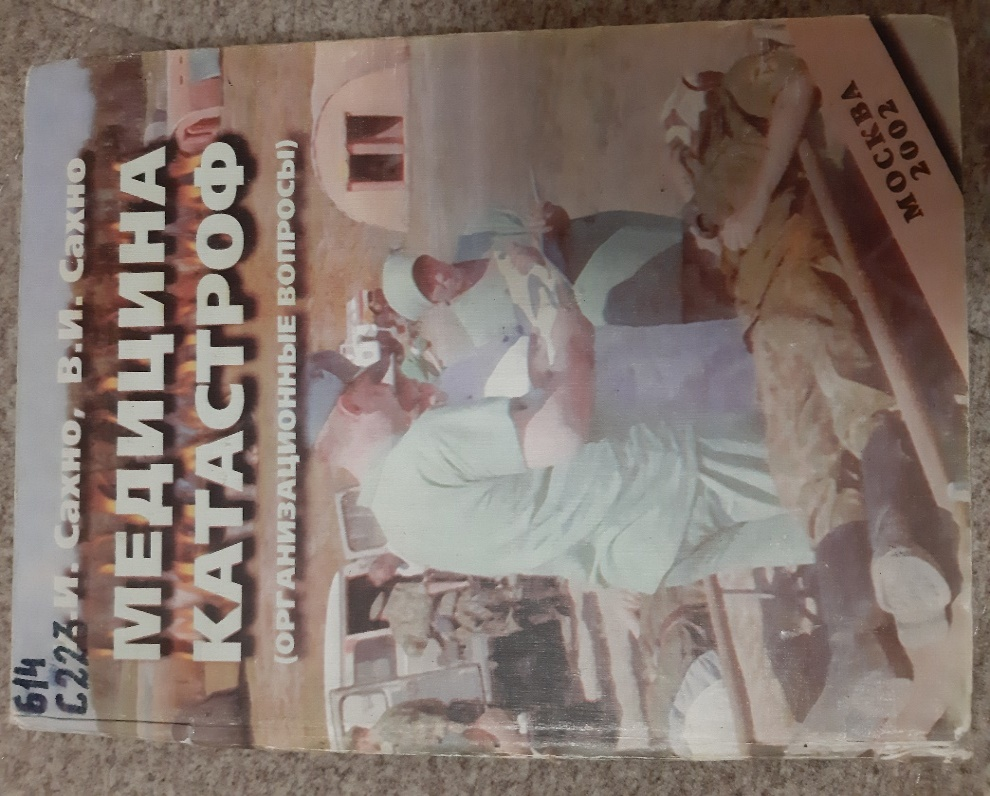 614
С223
И. Сахно, В.И. Сахно
МЕДИЦИНА
КАТАСТРОФ
(ОРГАНИЗАЦИОННЫЕ ВОПРОСЫ)
МОСКВА
2002